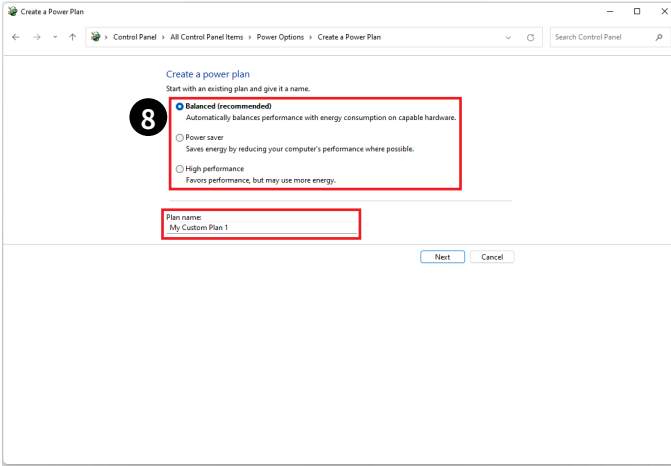 Create a Power Plan
Control Panel > All Control Panel Items > Power Options > Create a Power Plan
Search Control Panel
Create a power plan
Start with an existing plan and give it a name.
8
Balanced (recommended)
Automatically balances performance with energy consumption on capable hardware.
Power saver
Saves energy by reducing your computer's performance where possible.
High performance
Favors performance, but may use more energy.
Plan name:
My Custom Plan 1
Next Cancel